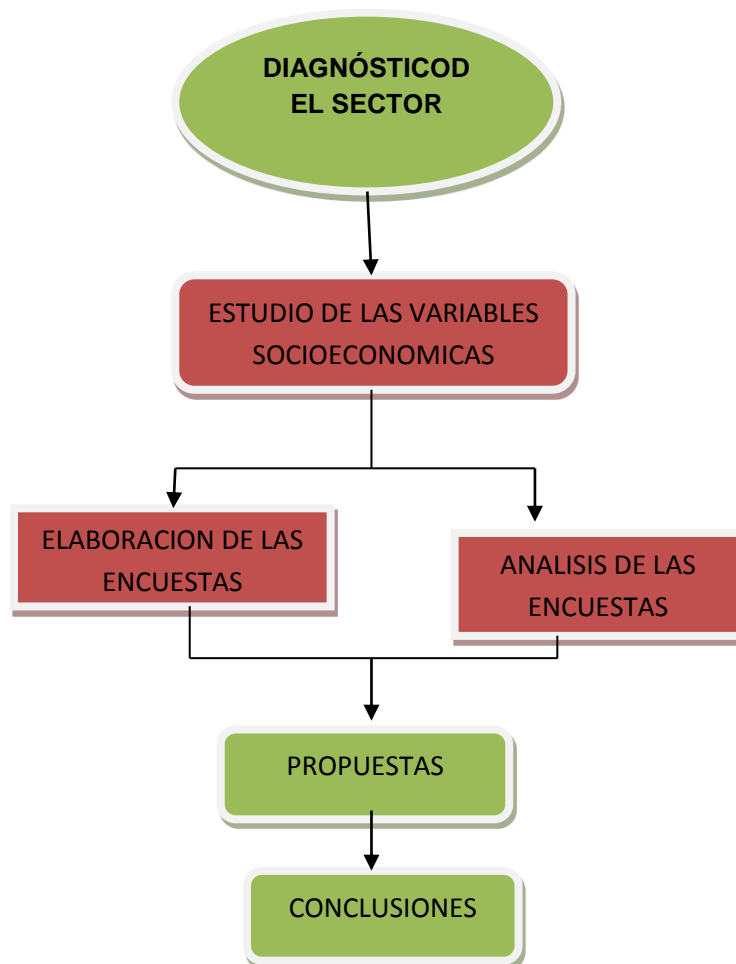 DIAGNÓSTICOD
EL SECTOR
ESTUDIO DE LAS VARIABLES
SOCIOECONOMICAS
ELABORACION DE LAS
ENCUESTAS
ANALISIS DE LAS
ENCUESTAS
PROPUESTAS
CONCLUSIONES